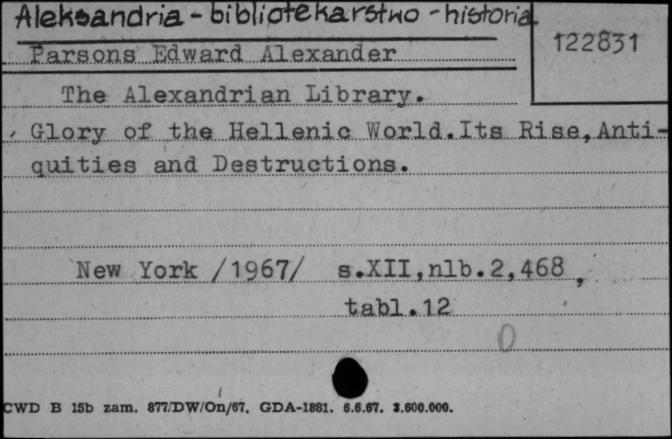 Aleksandria - bibliotekarstwo - historia
122831
Parsons Edward Alexander
The Alexandrian Library.
Glory of the Hellenic World.Its Rise,Anti-
quities and Destructions.
New York /1967/ s.XII,nlb.2,468,
tabl.12
0
CWD B 15b zam. 877/DW/On/67. GDA-1881. 6.6.67. 3.600.000.